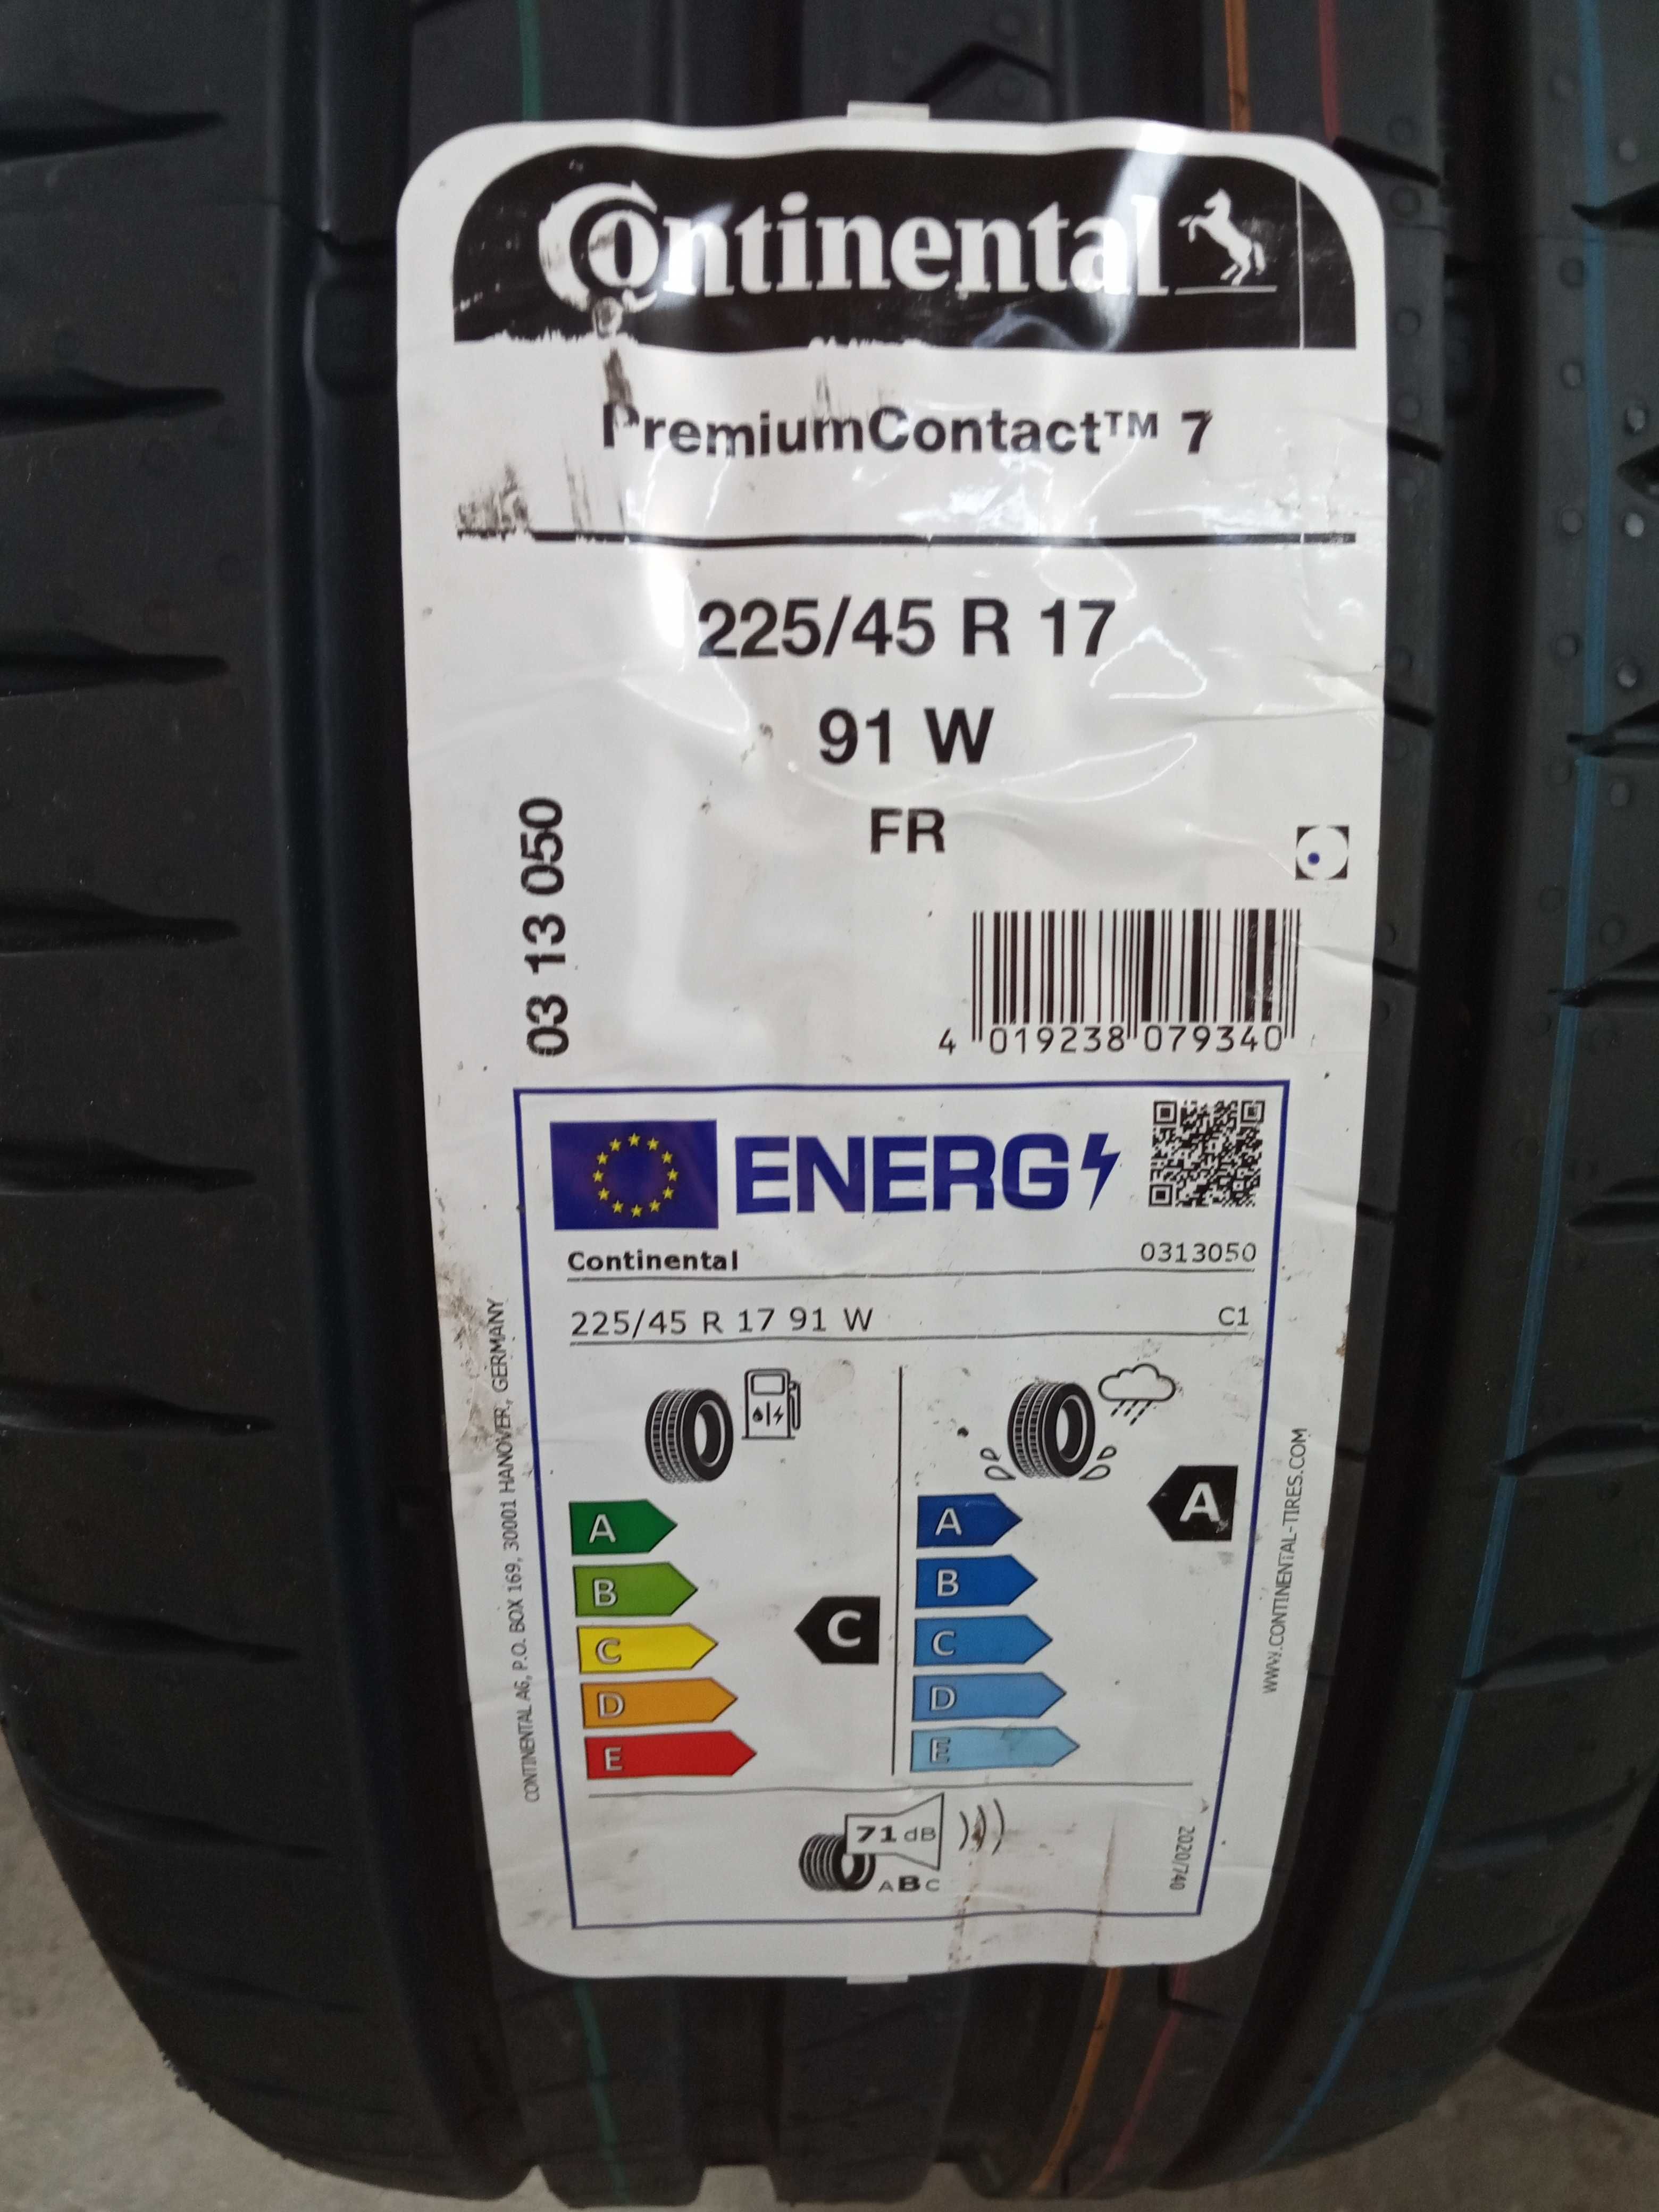 Continental
PremiumContact™ 7
225/45 R 17
91 W
FR
03 13 050
4 019238 079340
ENERG
Continental 0313050
225/45 R 17 91 W C1
A
B
C
D
E
C
A
B
C
D
E
A
71 dB
ABC
2020/740
CONTINENTAL AG, P.O. BOX 169, 30001 HANOVER, GERMANY
WWW.CONTINENTAL-TIRES.COM